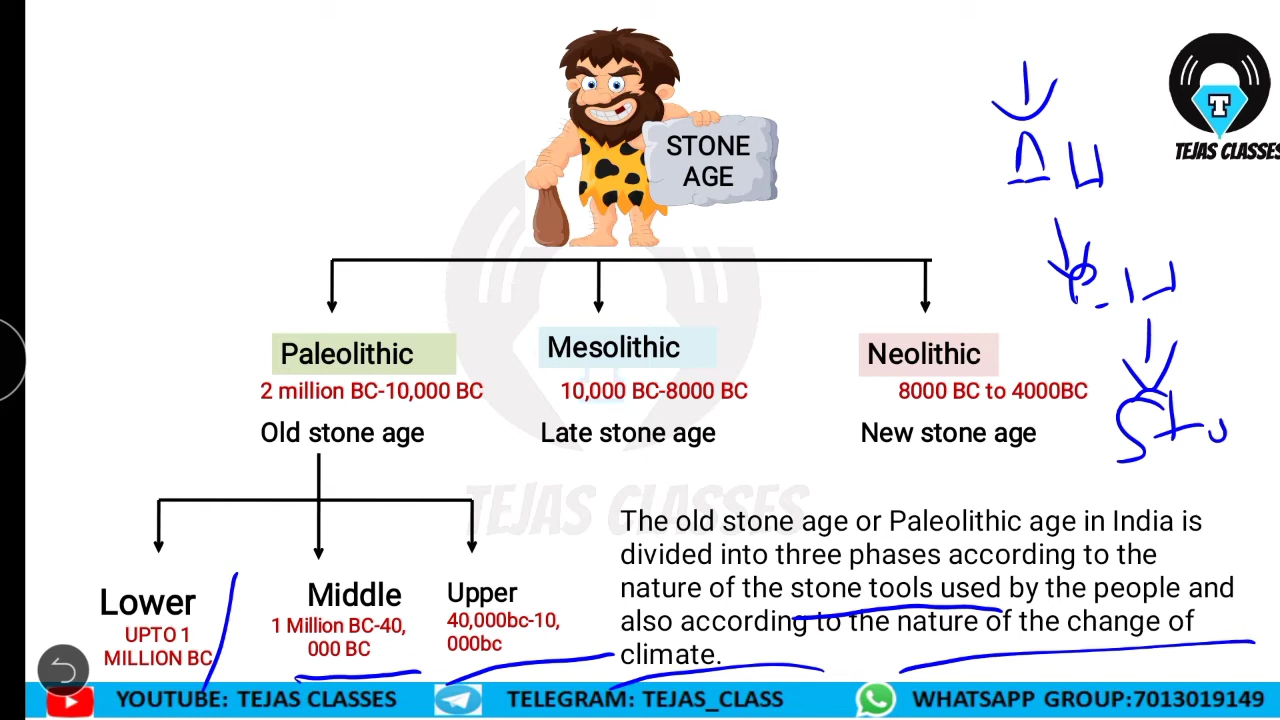 STONE
AGE
T
TEJAS CLASSES
Paleolithic
Mesolithic
Neolithic
2 million BC-10,000 BC
10,000 BC-8000 BC
8000 BC to 4000BC
Old stone age
Late stone age
New stone age
TEJAS CLASSES
Lower
UPTO 1
MILLION BC
Middle
1 Million BC-40,
000 BC
Upper
40,000bc-10,
000bc
The old stone age or Paleolithic age in India is
divided into three phases according to the
nature of the stone tools used by the people and
also according to the nature of the change of
climate.
YOUTUBE: TEJAS CLASSES
TELEGRAM: TEJAS_CLASS
WHATSAPP GROUP:7013019149